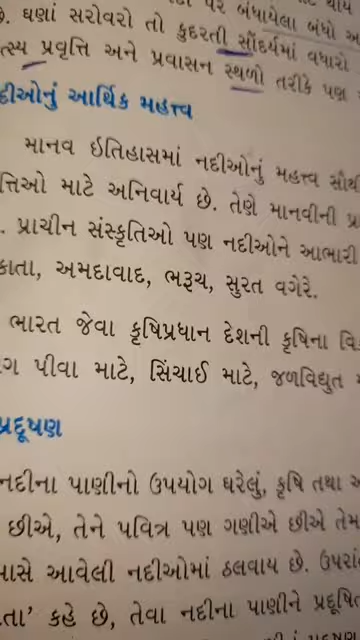 છે. ઘણાં સરોવરો તો કુદરતી સૌંદર્યમાં વધારો
પ્રવૃત્તિ અને પ્રવાસન સ્થળો તરીકે પણ
આર્થિક મહત્ત્વ
માનવ ઇતિહાસમાં નદીઓનું મહત્ત્વ
માટે અનિવાર્ય છે. તેણે માનવીની
પ્રાચીન સંસ્કૃતિઓ પણ નદીઓને આભારી
અમદાવાદ, ભરૂચ, સુરત વગેરે.
ભારત જેવા કૃષિપ્રધાન દેશની કૃષિના
પીવા માટે, સિંચાઈ માટે, જળવિદ્યુત
પ્રદૂષણ
નદીના પાણીનો ઉપયોગ ઘરેલું, કૃષિ તથા
છીએ, તેને પવિત્ર પણ ગણીએ છીએ
આવેલી નદીઓમાં ઠલવાય છે.
કહે છે, તેવા નદીના પાણીને